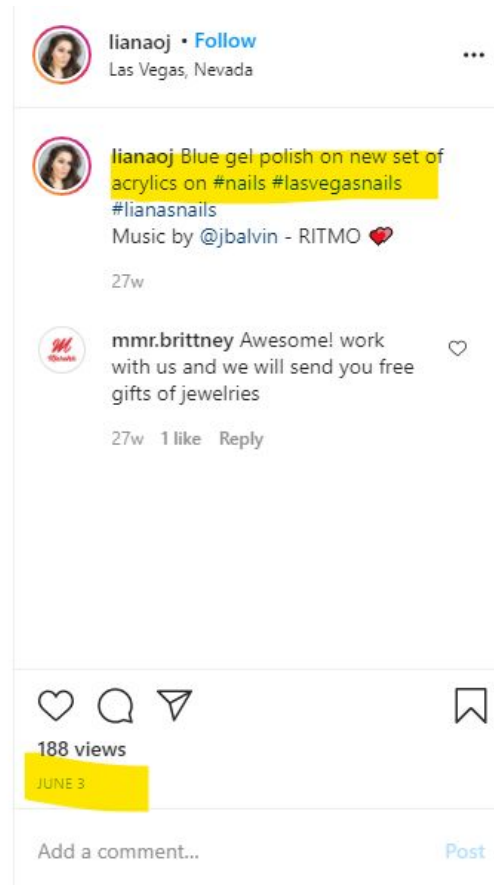 lianaoj • Follow
Las Vegas, Nevada
lianaoj Blue gel polish on new set of
acrylics on #nails #lasvegasnails
#lianasnails
Music by @jbalvin - RITMO 💕
27w
mmr.brittney Awesome! work
with us and we will send you free
gifts of jewelries
27w 1 like Reply
188 views
JUNE 3
Add a comment... Post